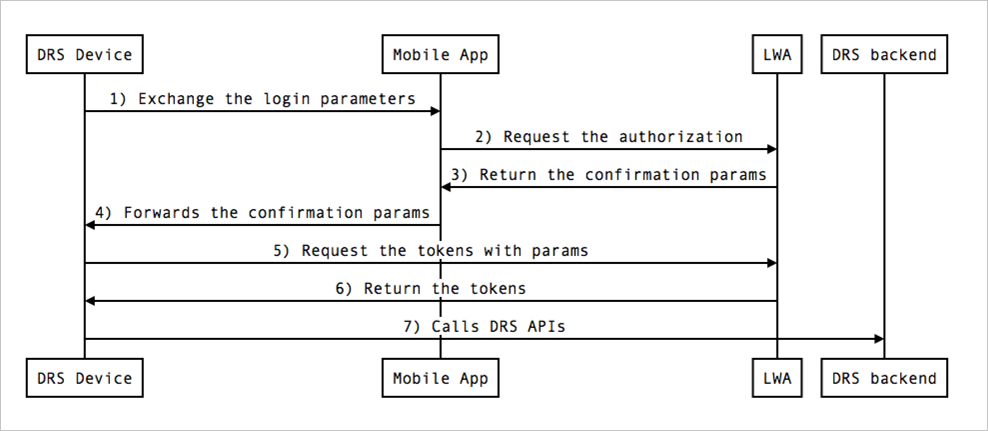 DRS Device
Mobile App
LWA
DRS backend
1) Exchange the login parameters
2) Request the authorization
3) Return the confirmation params
4) Forwards the confirmation params
5) Request the tokens with params
6) Return the tokens
7) Calls DRS APIs
DRS Device
Mobile App
LWA
DRS backend